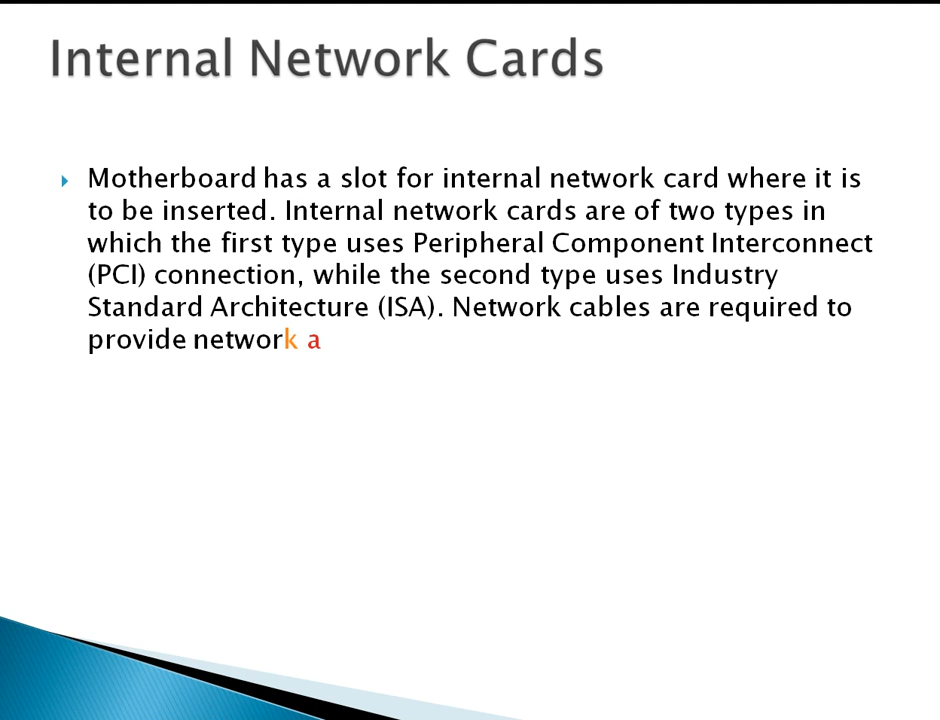 Internal Network Cards
Motherboard has a slot for internal network card where it is
to be inserted. Internal network cards are of two types in
which the first type uses Peripheral Component Interconnect
(PCI) connection, while the second type uses Industry
Standard Architecture (ISA). Network cables are required to
provide network a